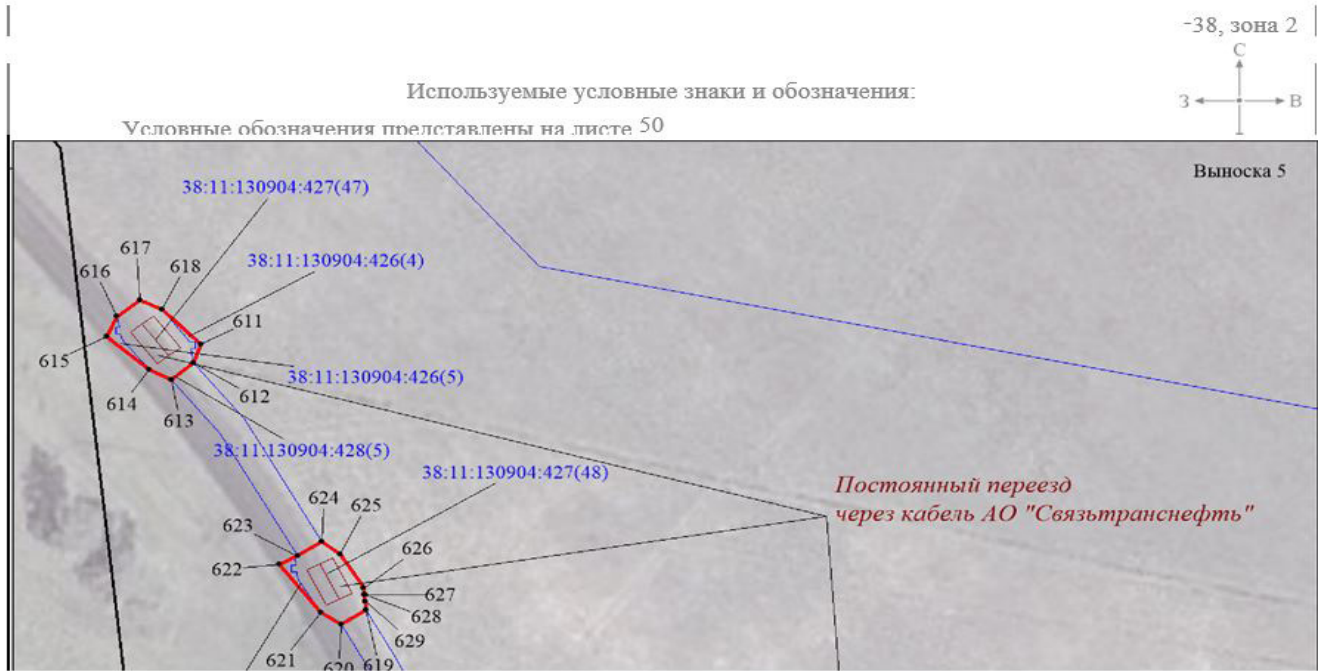 -38, зона 2
С
З
В
Используемые условные знаки и обозначения:
Условные обозначения представлены на листе 50
Выноска 5
38:11:130904:427(47)
617
618
38:11:130904:426(4)
616
611
615
38:11:130904:426(5)
614
612
613
38:11:130904:428(5)
38:11:130904:427(48)
Постоянный переезд
через кабель АО "Связьтранснефть"
624
625
623
622
626
627
628
629
621
620
619